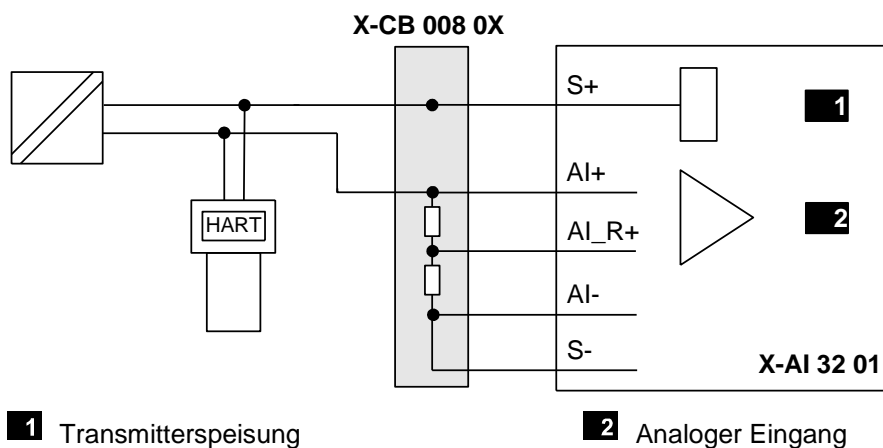 X-CB 008 0X
S+
1
AI+
HART
2
AI_R+
AI-
S-
X-AI 32 01
1 Transmitterspeisung
2 Analoger Eingang